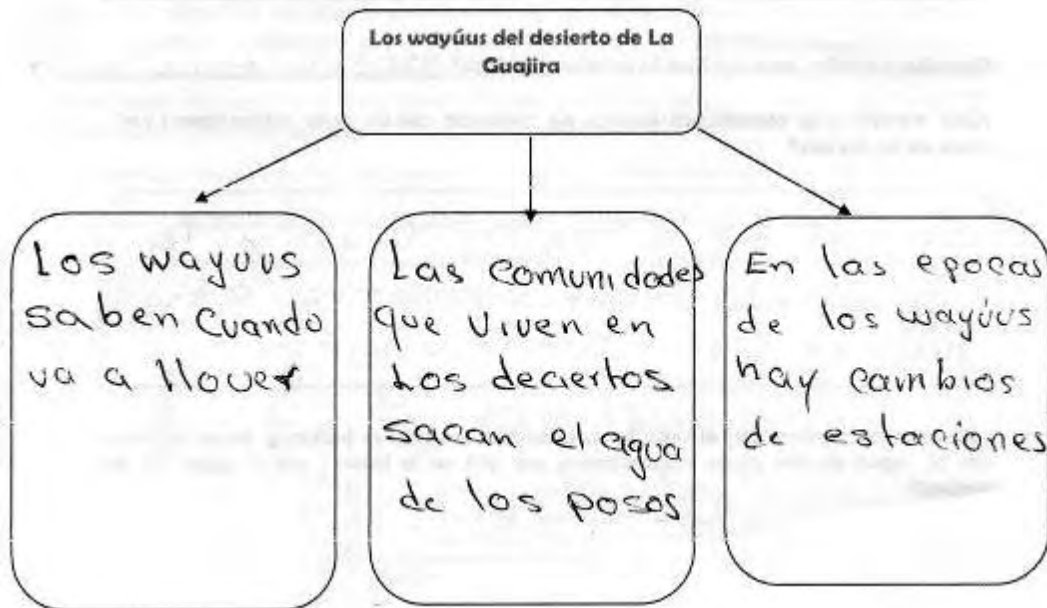 Los wayúus del desierto de La
Guajira
Los wayuus
saben Cuando
va a llover
Las comunidades
que viven en
Los deciertos
sacan el agua
de los posos
En las epocas
de los wayúus
hay cambios
de estaciones